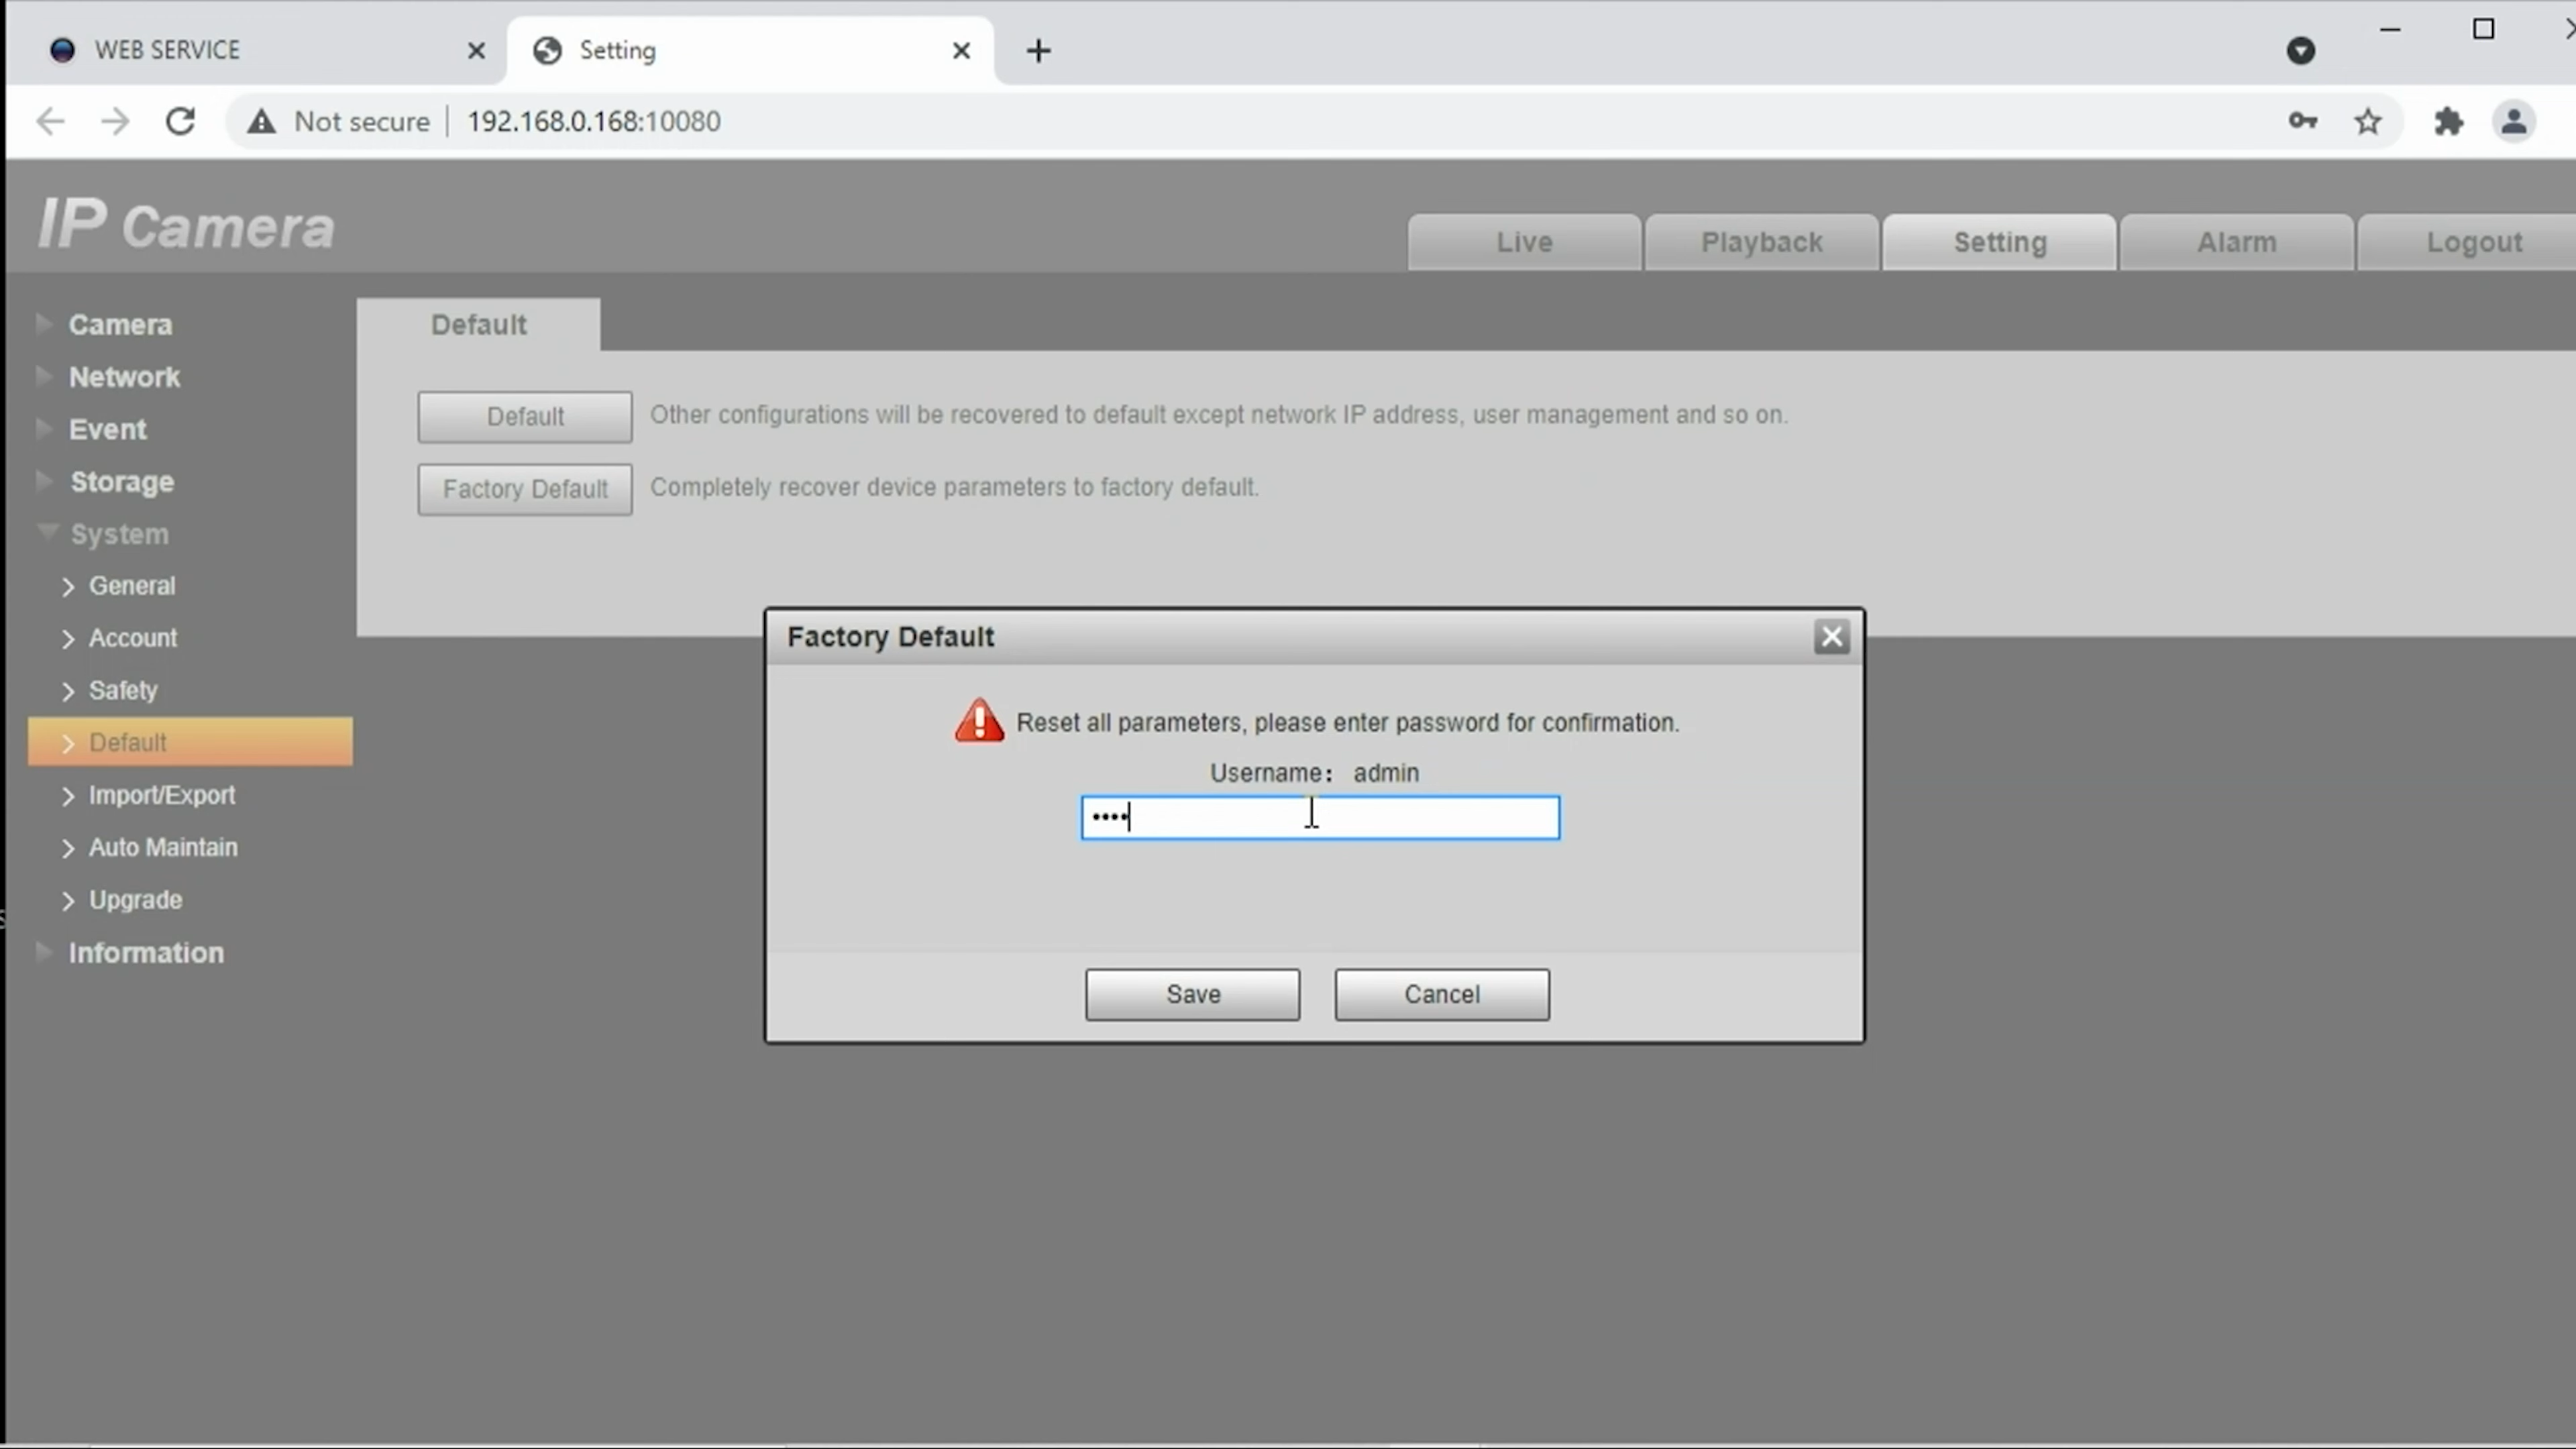 WEB SERVICE
Setting
Not secure
192.168.0.168:10080
IP Camera
Live
Playback
Setting
Alarm
Logout
Camera
Network
Event
Storage
System
General
Account
Safety
Default
Import/Export
Auto Maintain
Upgrade
Information
Default
Default
Other configurations will be recovered to default except network IP address, user management and so on.
Factory Default
Completely recover device parameters to factory default.
Factory Default
Reset all parameters, please enter password for confirmation.
Username: admin
••••
Save
Cancel